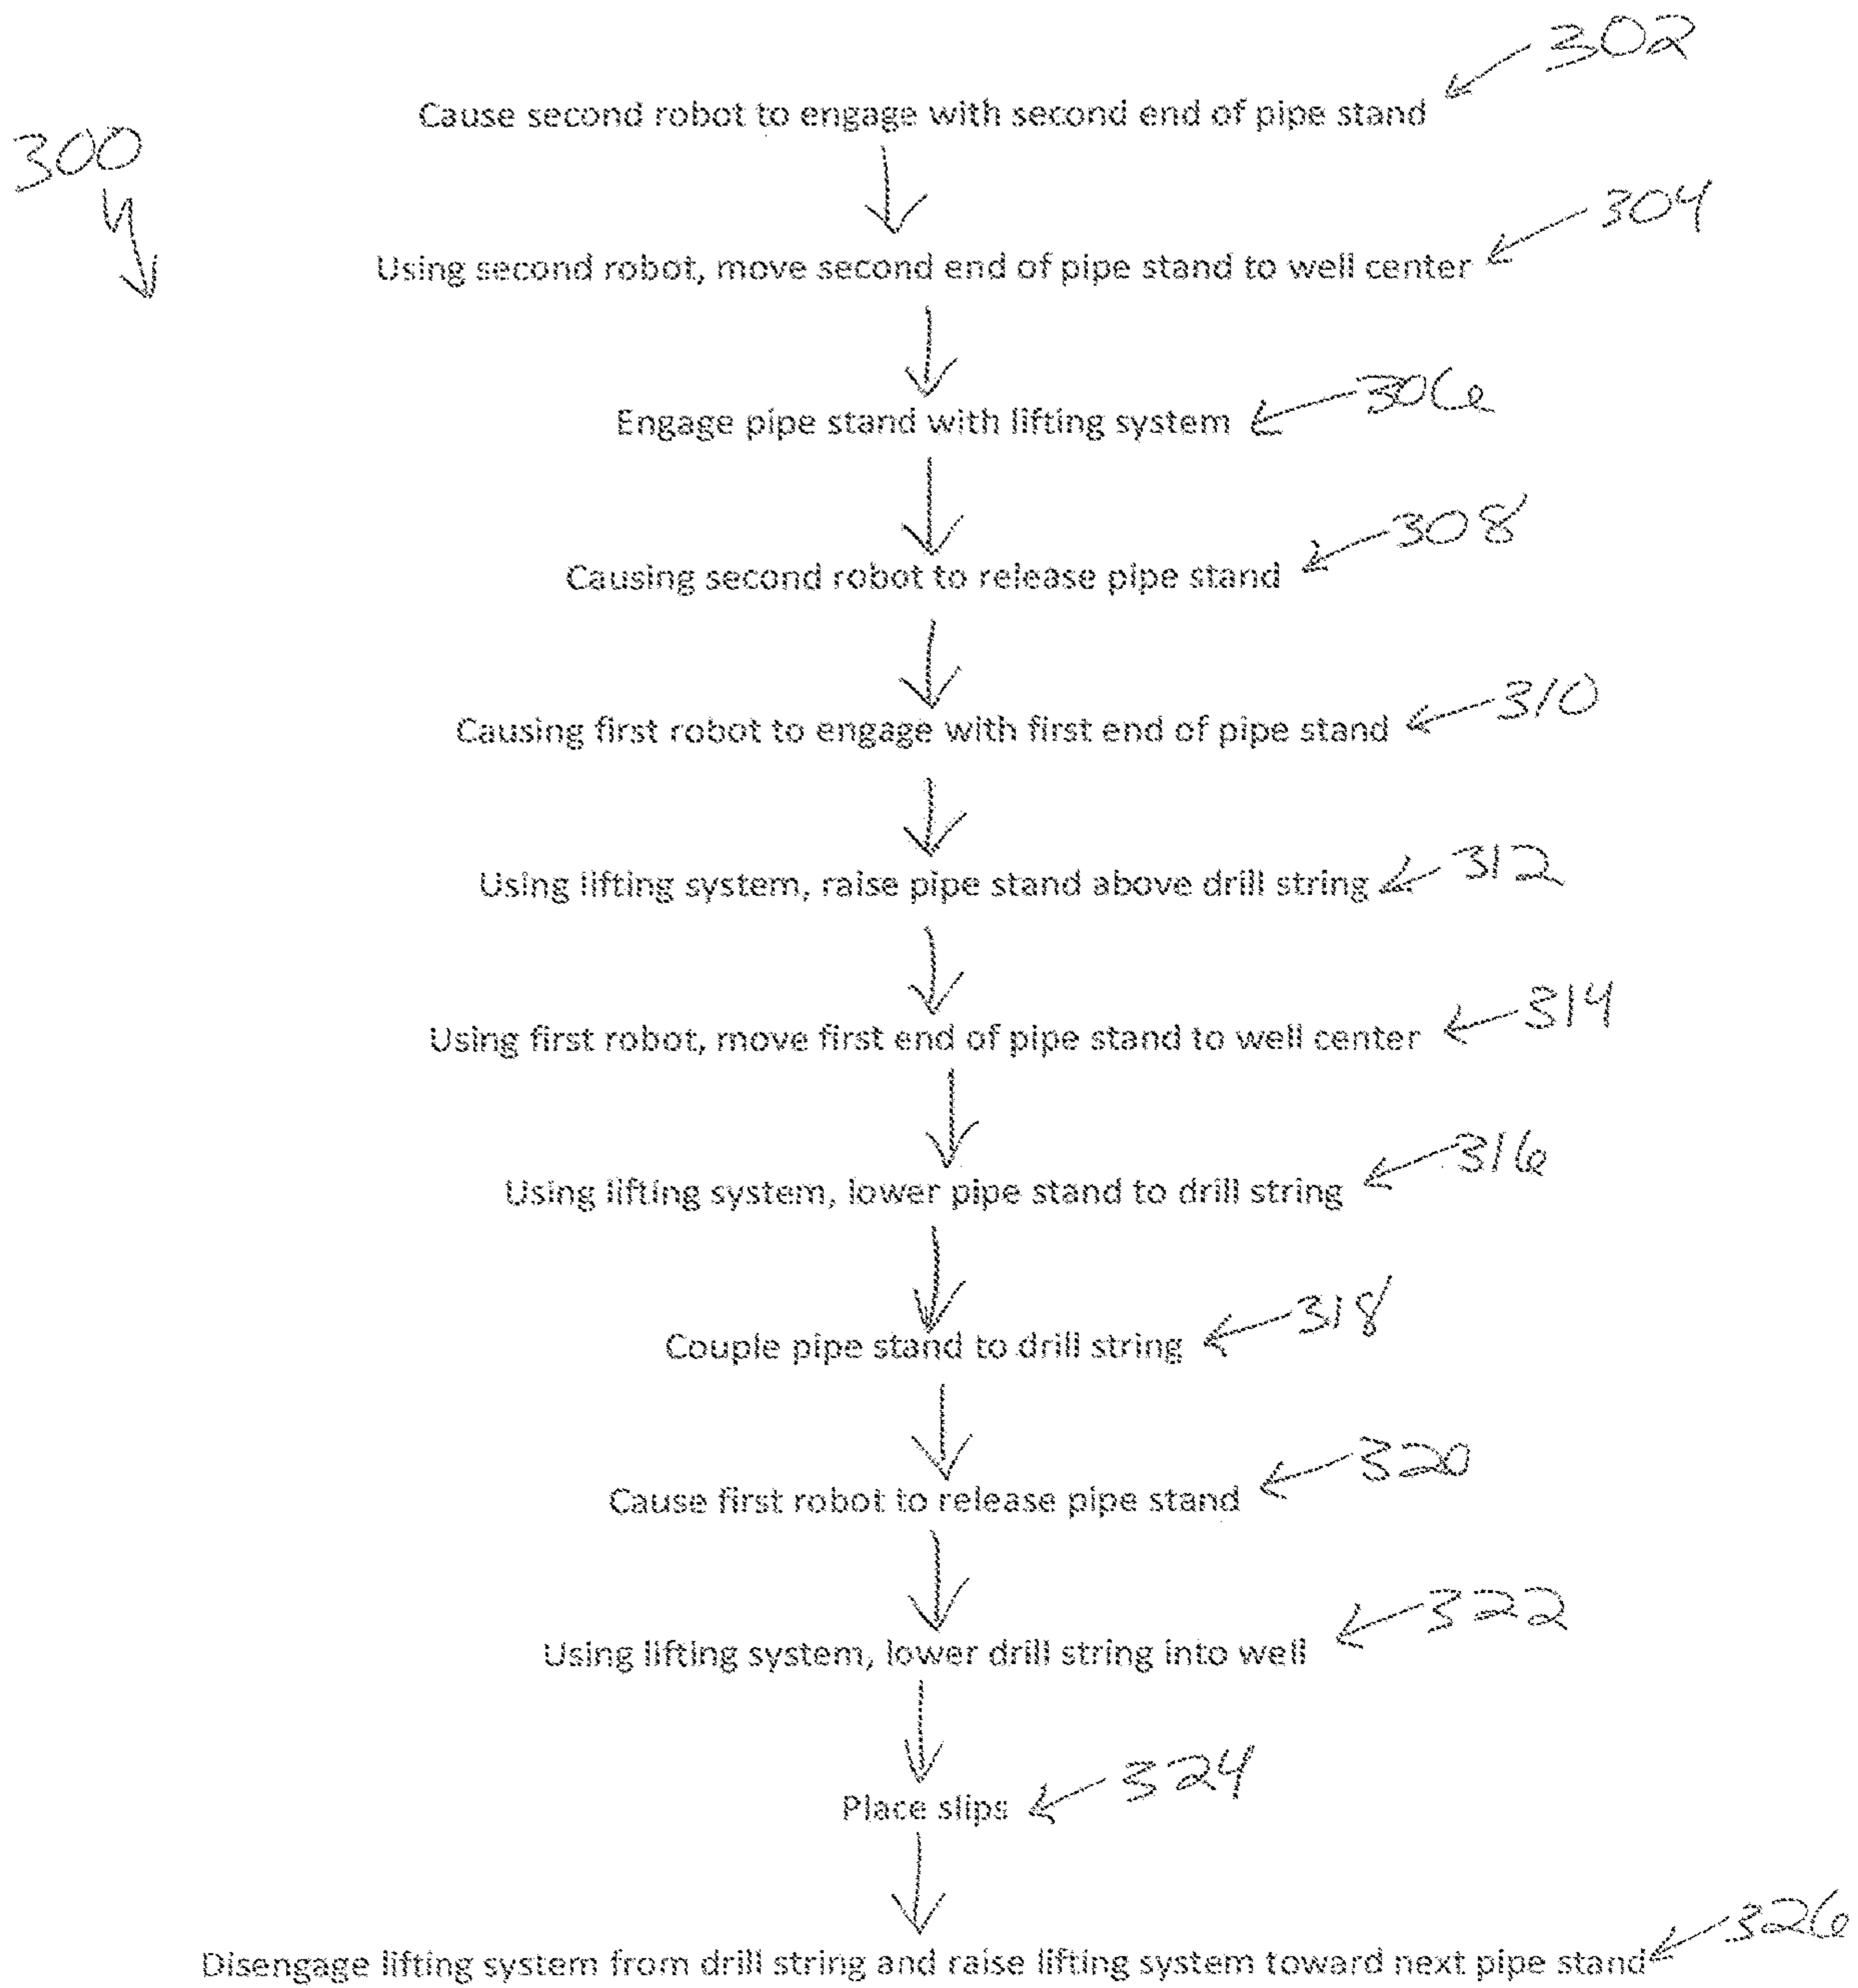 302
Cause second robot to engage with second end of pipe stand
300
304
Using second robot, move second end of pipe stand to well center
306
Engage pipe stand with lifting system
308
Causing second robot to release pipe stand
310
Causing first robot to engage with first end of pipe stand
312
Using lifting system, raise pipe stand above drill string
314
Using first robot, move first end of pipe stand to well center
316
Using lifting system, lower pipe stand to drill string
318
Couple pipe stand to drill string
320
Cause first robot to release pipe stand
322
Using lifting system, lower drill string into well
324
Place slips
326
Disengage lifting system from drill string and raise lifting system toward next pipe stand